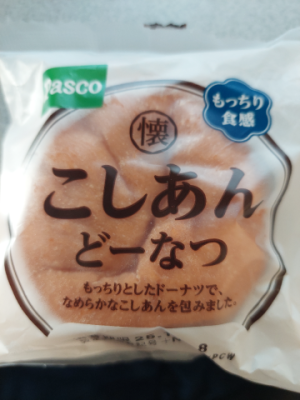 Pasco
もっちり
食感
懐
こしあん
どーなつ
もっちりとしたドーナツで、
なめらかなこしあんを包みました。